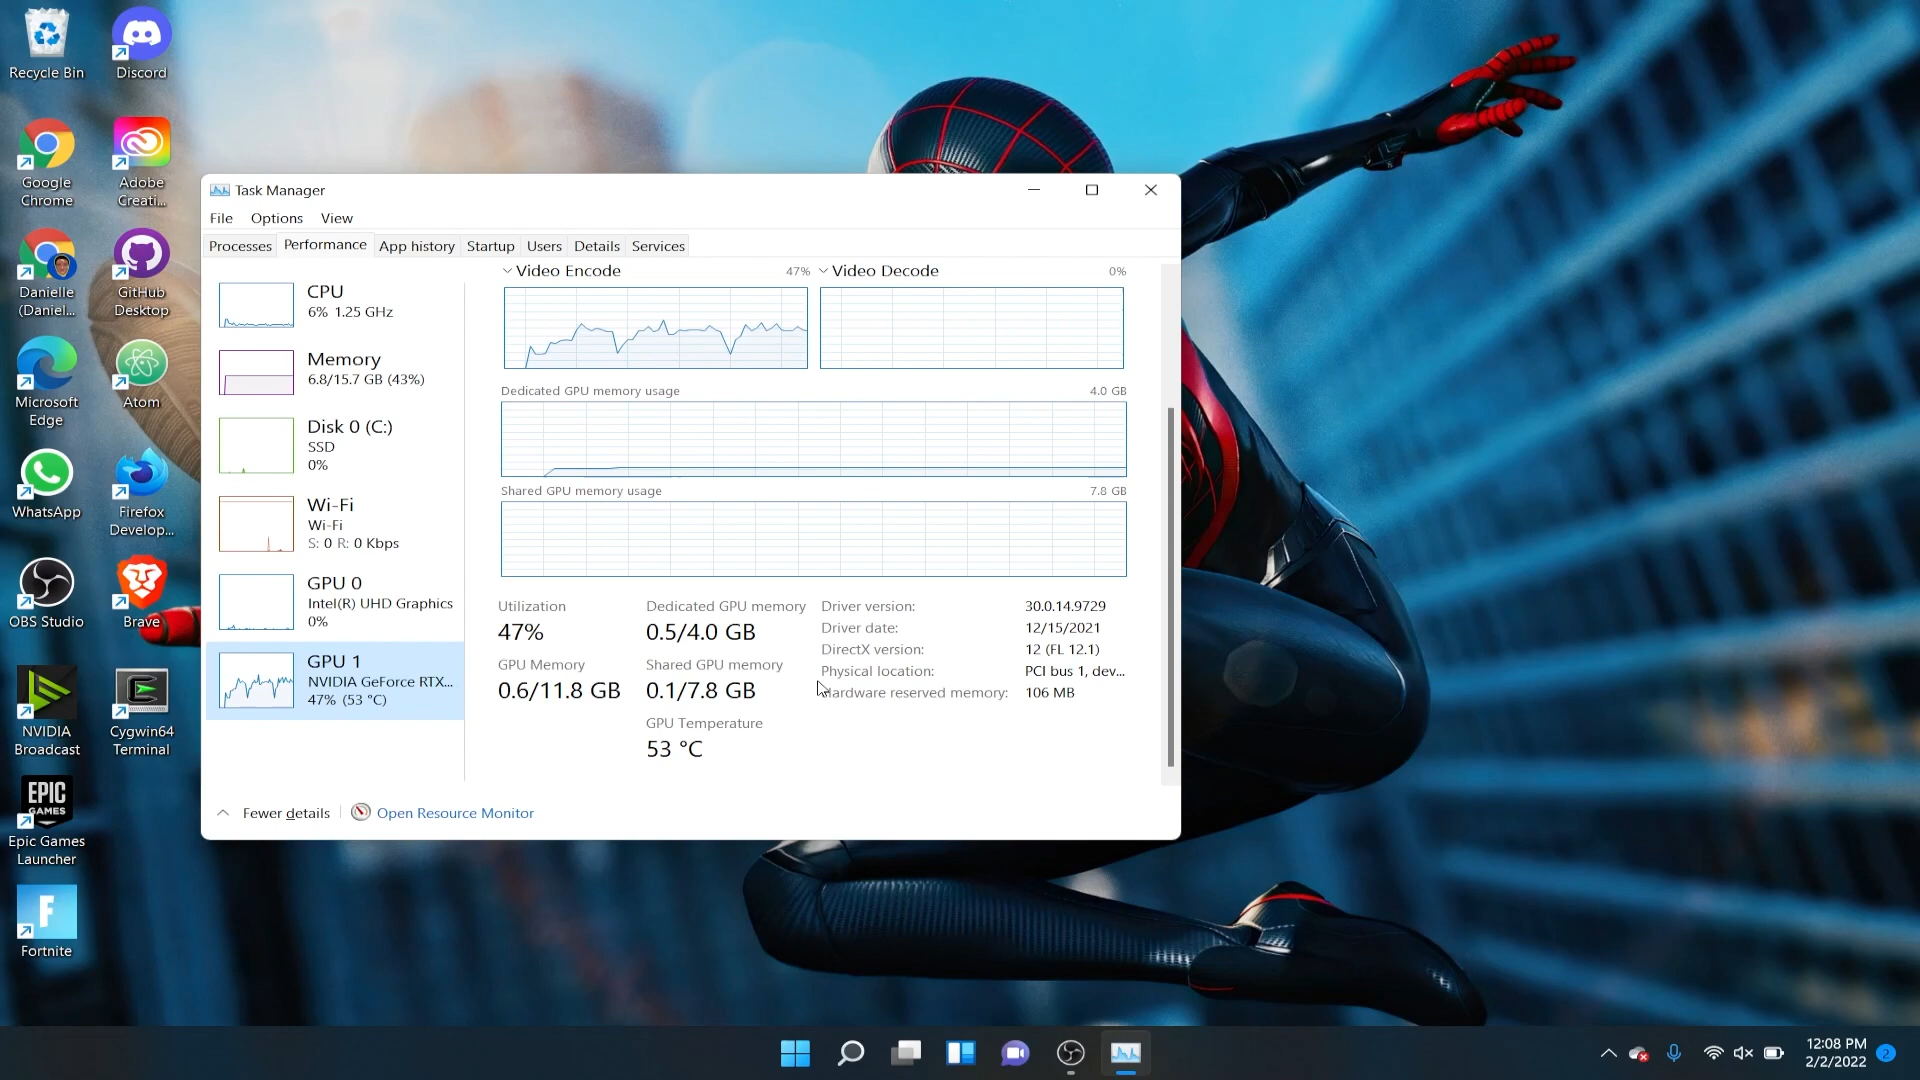 Recycle Bin
Discord
Google
Chrome
Adobe
Creati...
Danielle
(Daniel...
GitHub
Desktop
Microsoft
Edge
Atom
WhatsApp
Firefox
Develop...
OBS Studio
Brave
NVIDIA
Broadcast
Cygwin64
Terminal
EPIC
GAMES
Epic Games
Launcher
F
Fortnite
Task Manager
File Options View
Processes Performance App history Startup Users Details Services
CPU
6% 1.25 GHz
Memory
6.8/15.7 GB (43%)
Disk 0 (C:)
SSD
0%
Wi-Fi
Wi-Fi
S: 0 R: 0 Kbps
GPU 0
Intel(R) UHD Graphics
0%
GPU 1
NVIDIA GeForce RTX...
47% (53 °C)
Video Encode 47% Video Decode 0%
Dedicated GPU memory usage 4.0 GB
Shared GPU memory usage 7.8 GB
Utilization
47%
Dedicated GPU memory
0.5/4.0 GB
GPU Memory
0.6/11.8 GB
Shared GPU memory
0.1/7.8 GB
GPU Temperature
53 °C
Driver version: 30.0.14.9729
Driver date: 12/15/2021
DirectX version: 12 (FL 12.1)
Physical location: PCI bus 1, dev...
Hardware reserved memory: 106 MB
Fewer details Open Resource Monitor
12:08 PM
2/2/2022
2